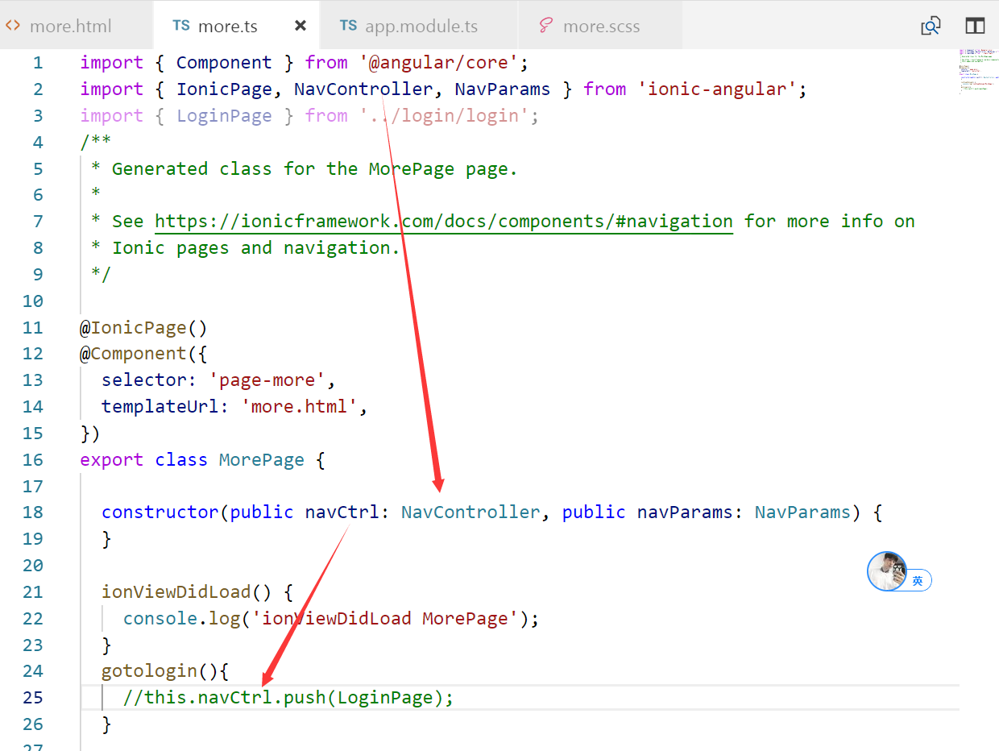 more.html TS more.ts TS app.module.ts more.scss
1 import { Component } from '@angular/core';
2 import { IonicPage, NavController, NavParams } from 'ionic-angular';
3 import { LoginPage } from '../login/login';
4 /**
5  * Generated class for the MorePage page.
6  *
7  * See https://ionicframework.com/docs/components/#navigation for more info on
8  * Ionic pages and navigation.
9  */
10
11 @IonicPage()
12 @Component({
13   selector: 'page-more',
14   templateUrl: 'more.html',
15 })
16 export class MorePage {
17
18   constructor(public navCtrl: NavController, public navParams: NavParams) {
19   }
20
英
21   ionViewDidLoad() {
22     console.log('ionViewDidLoad MorePage');
23   }
24   gotologin(){
25     //this.navCtrl.push(LoginPage);
26   }
27